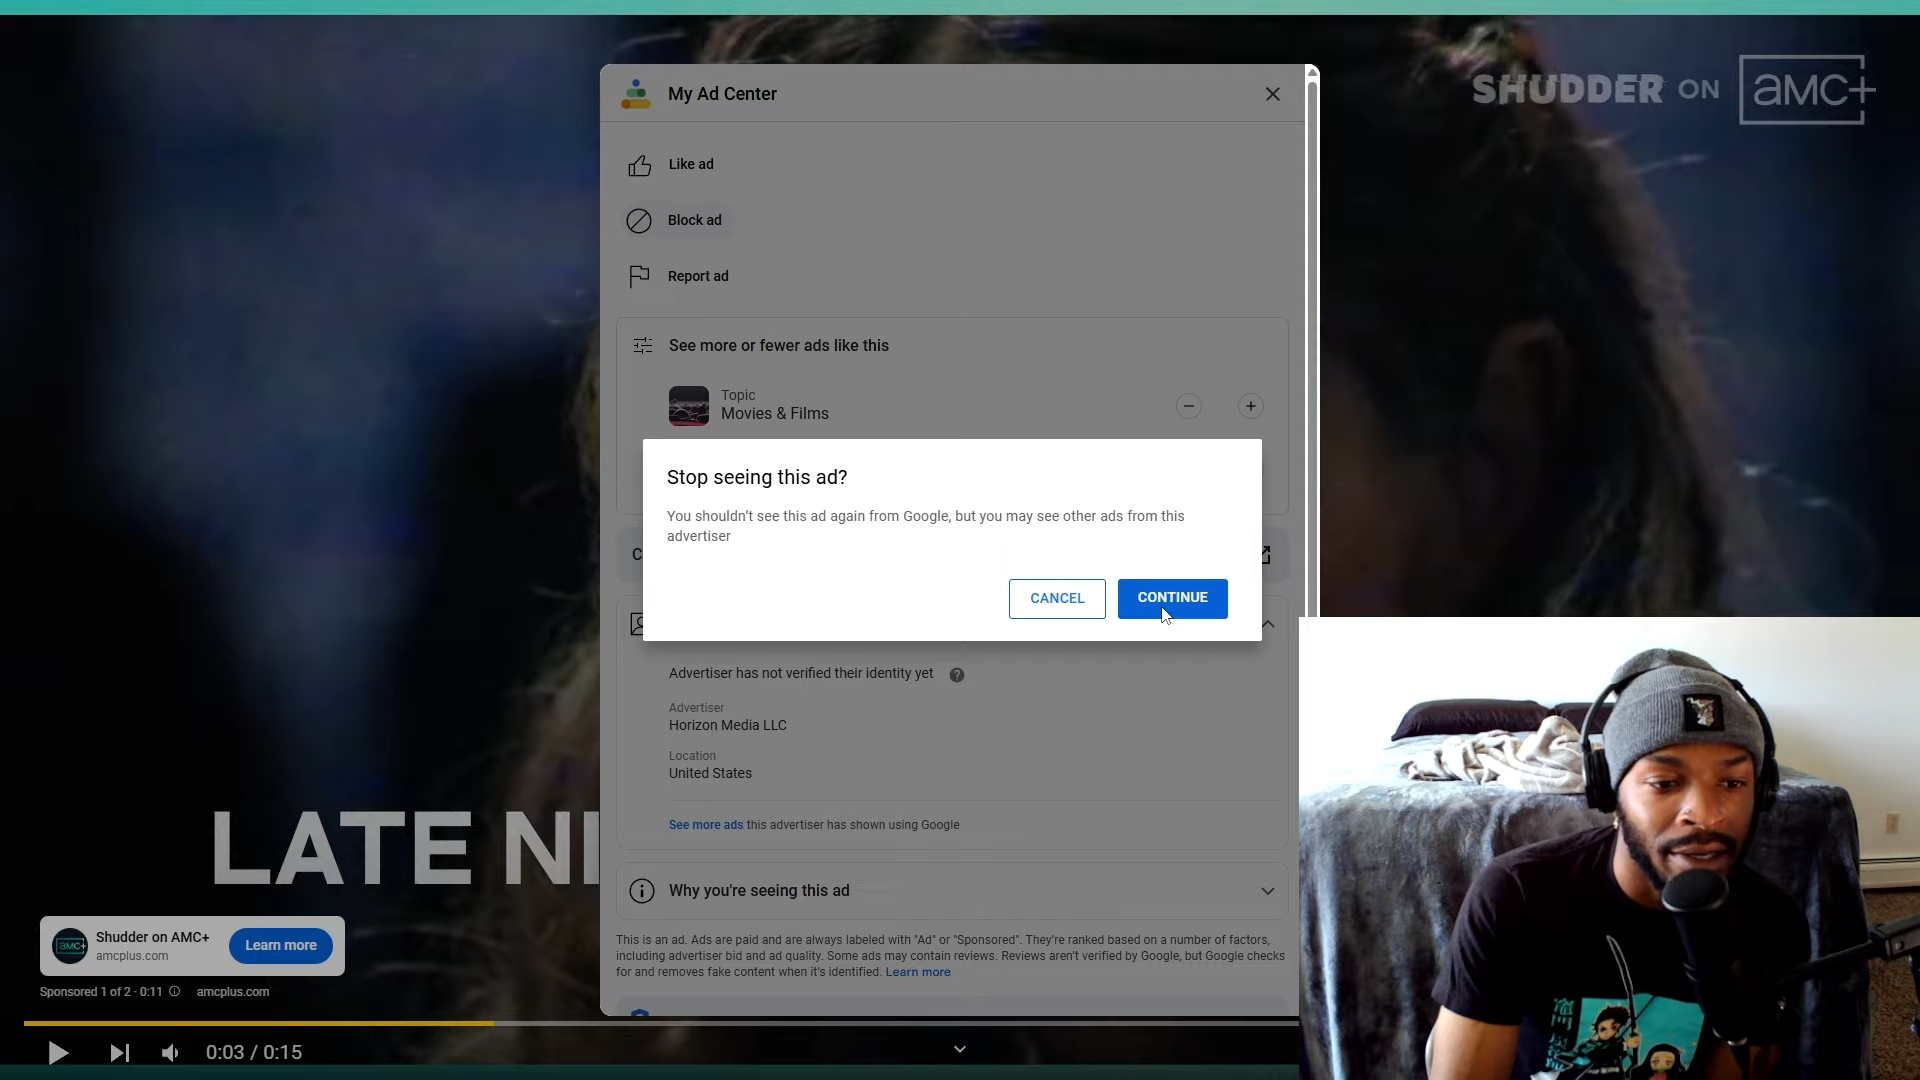 SHUDDER ON aMC+
My Ad Center
Like ad
Block ad
Report ad
See more or fewer ads like this
Topic
Movies & Films
Stop seeing this ad?
You shouldn’t see this ad again from Google, but you may see other ads from this
advertiser
CANCEL
CONTINUE
Advertiser has not verified their identity yet
Advertiser
Horizon Media LLC
Location
United States
See more ads this advertiser has shown using Google
LATE NI
Why you're seeing this ad
This is an ad. Ads are paid and are always labeled with "Ad" or "Sponsored". They're ranked based on a number of factors,
including advertiser bid and ad quality. Some ads may contain reviews. Reviews aren't verified by Google, but Google checks
for and removes fake content when it's identified. Learn more
aMC+
Shudder on AMC+
amcplus.com
Learn more
Sponsored 1 of 2 · 0:11
amcplus.com
0:03 / 0:15